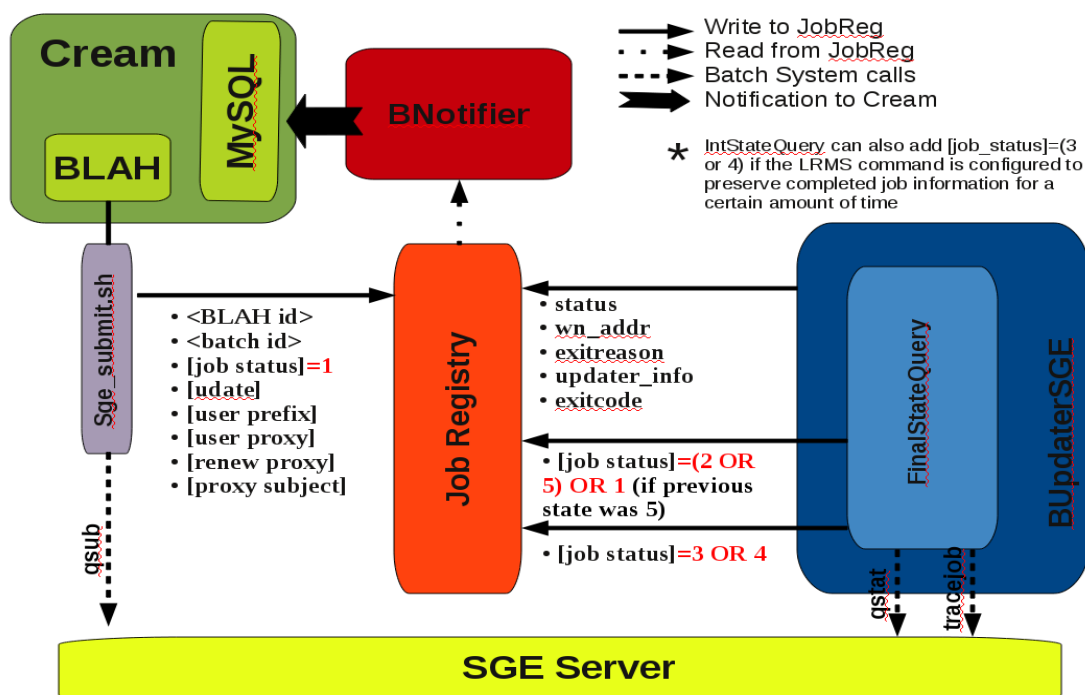 Cream
MySQL
BLAH
BNotifier
Write to JobReg
Read from JobReg
Batch System calls
Notification to Cream
* IntStateQuery can also add [job_status]=(3
or 4) if the LRMS command is configured to
preserve completed job information for a
certain amount of time
Sge_submit.sh
• <BLAH id>
• <batch id>
• [job status]=1
• [udate]
• [user prefix]
• [user proxy]
• [renew proxy]
• [proxy subject]
Job Registry
• status
• wn_addr
• exitreason
• updater_info
• exitcode
• [job status]=(2 OR
5) OR 1 (if previous
state was 5)
• [job status]=3 OR 4
FinalStateQuery
BUpdaterSGE
qsub
qstat
tracejob
SGE Server